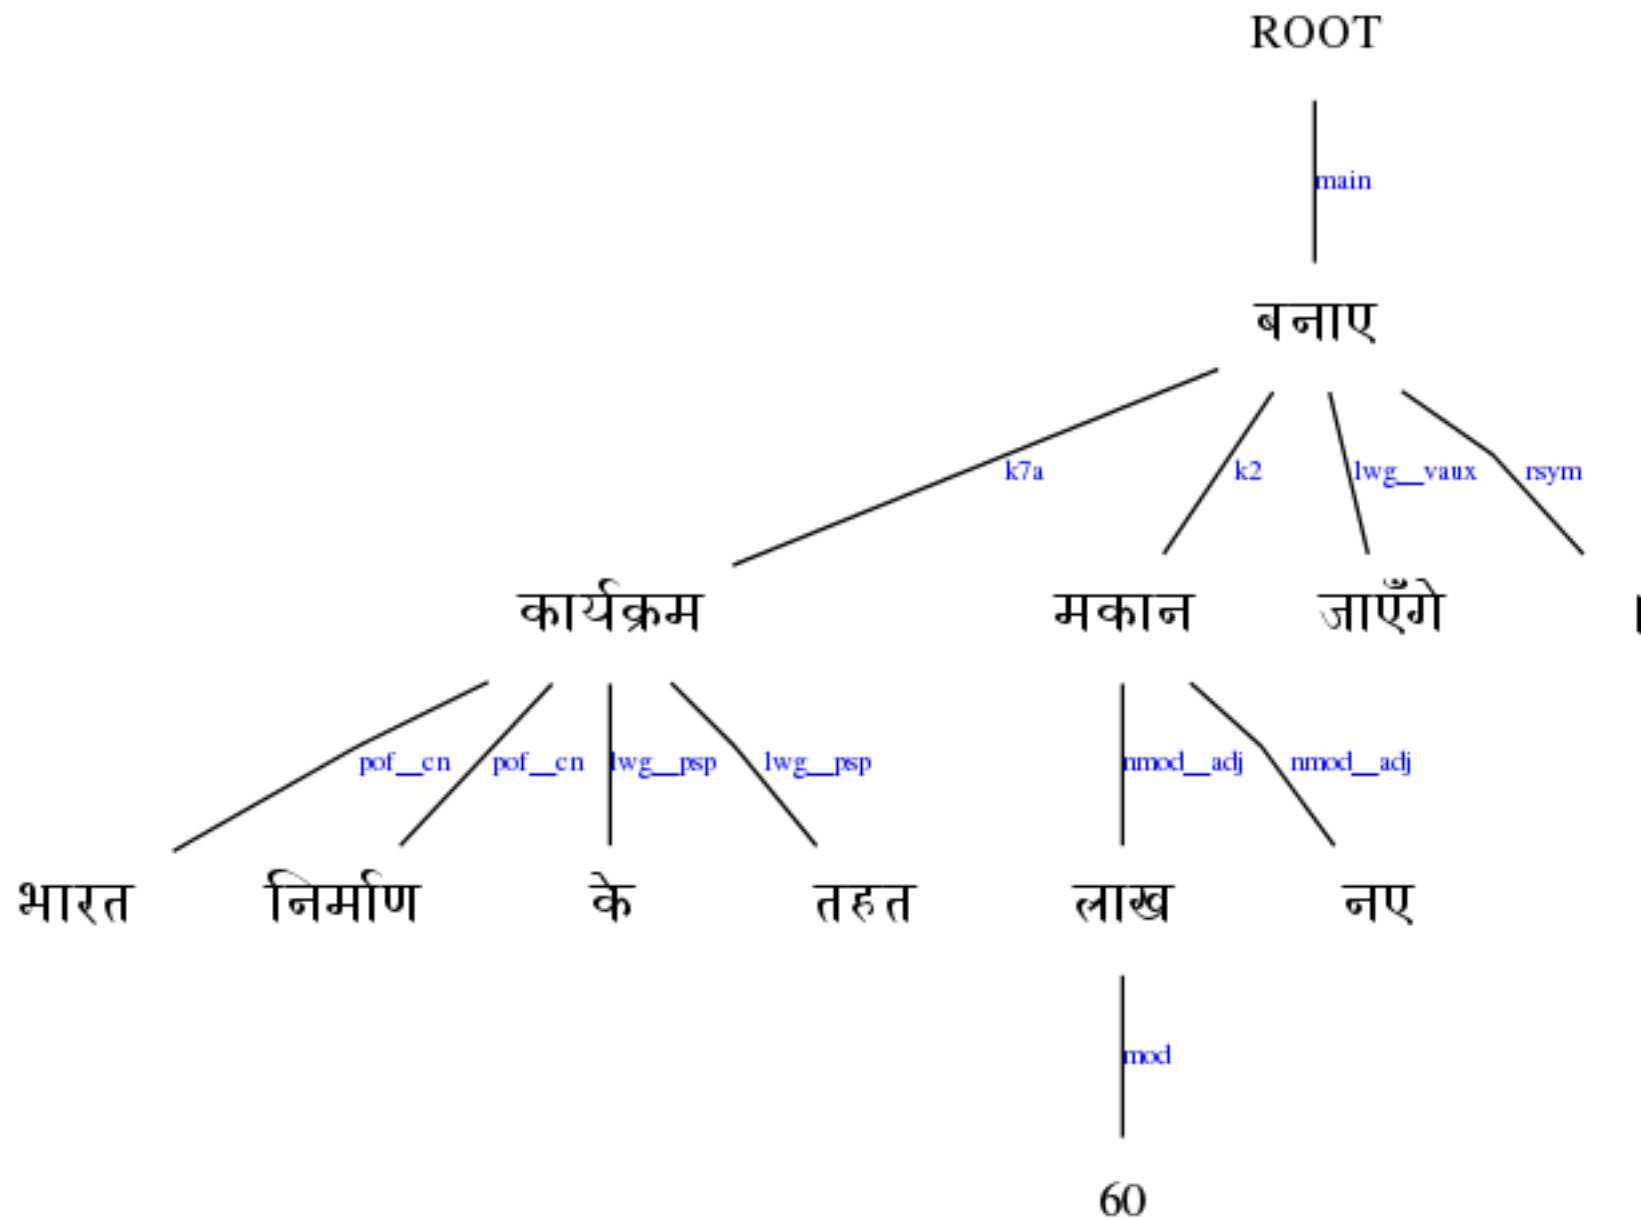 ROOT
main
बनाए
k7a k2 lwg__vaux rsym
कार्यक्रम मकान जाएँगे ।
pof__cn pof__cn lwg__psp lwg__psp nmod__adj nmod__adj
भारत निर्माण के तहत लाख नए
mod
60